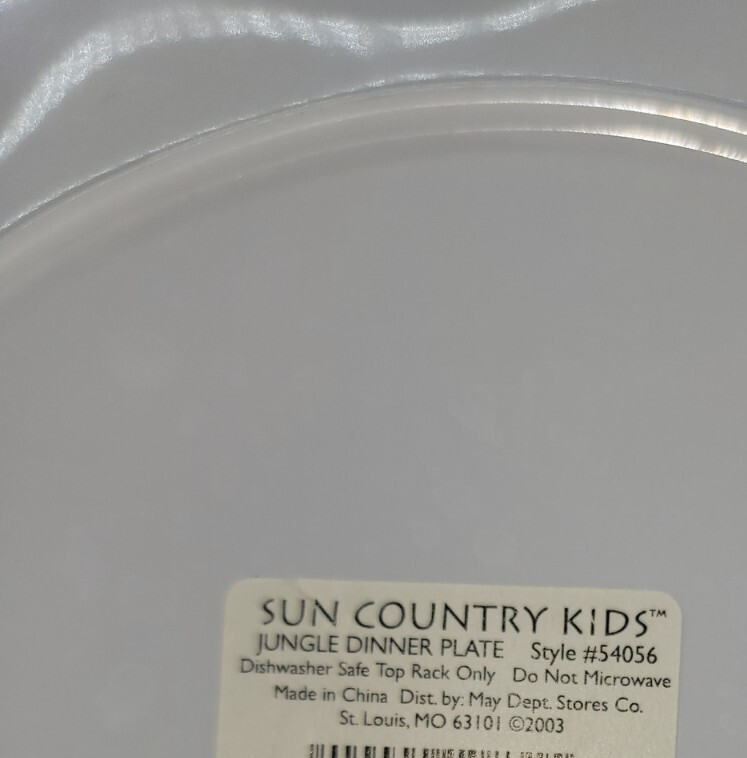 SUN COUNTRY KIDS™
JUNGLE DINNER PLATE Style #54056
Dishwasher Safe Top Rack Only Do Not Microwave
Made in China Dist. by: May Dept. Stores Co.
St. Louis, MO 63101 ©2003